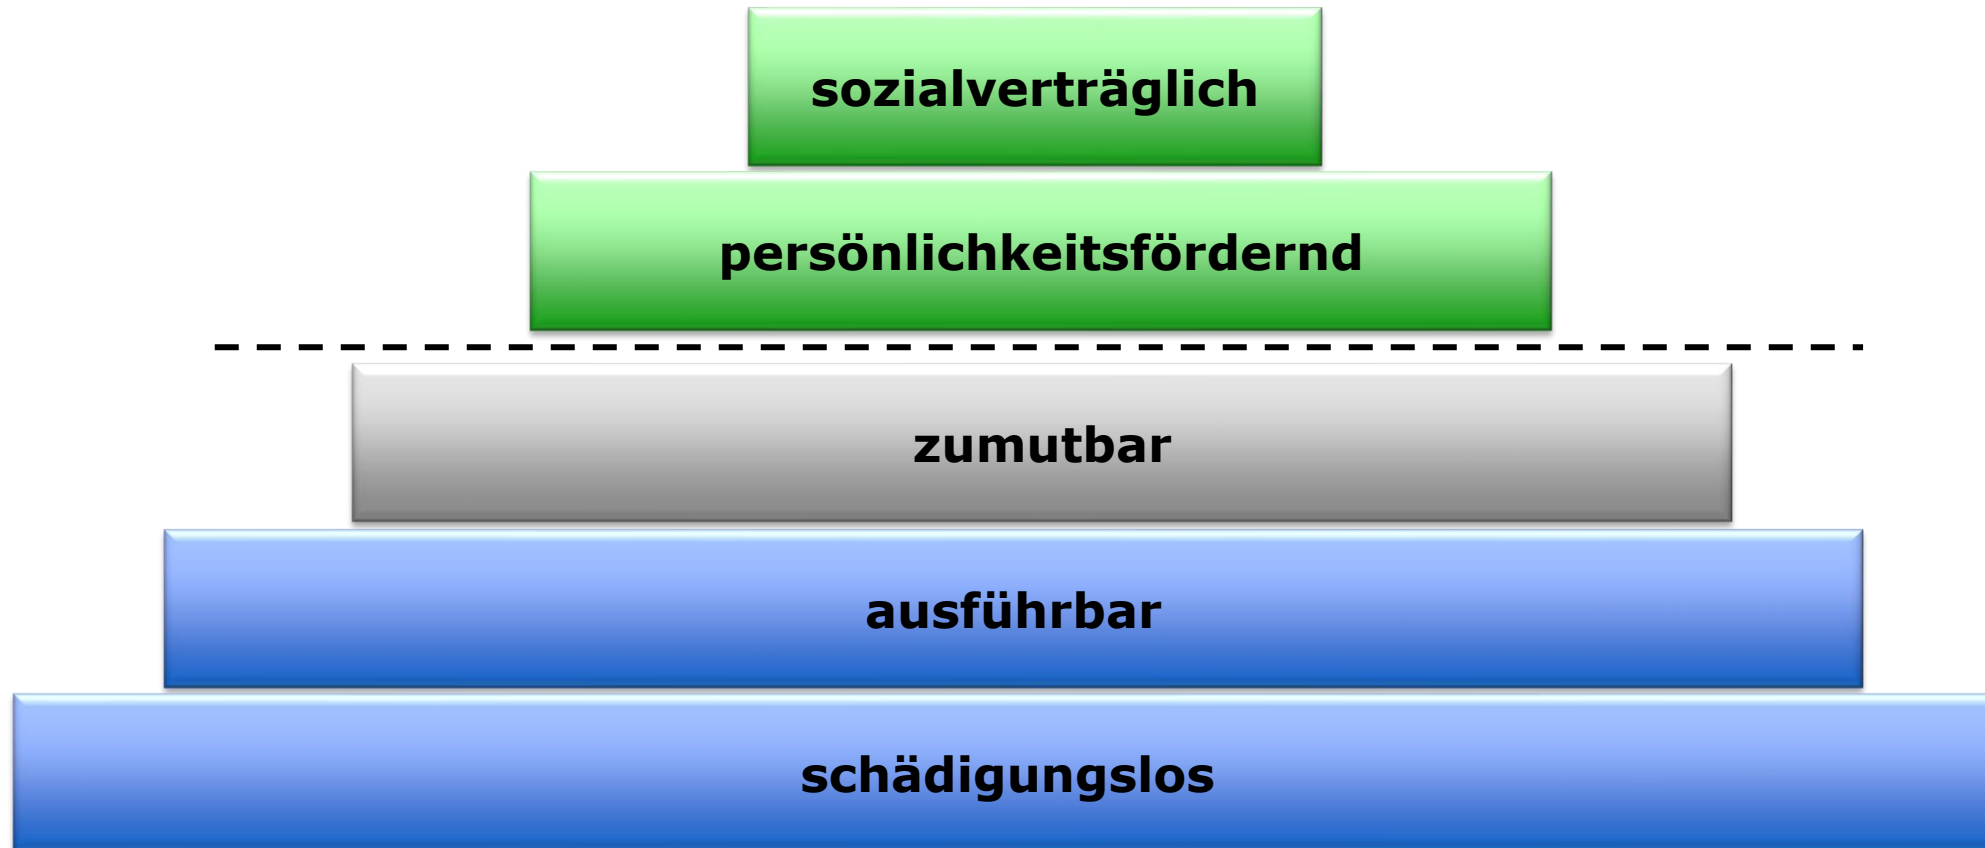 sozialverträglich
persönlichkeitsfördernd
zumutbar
ausführbar
schädigungslos